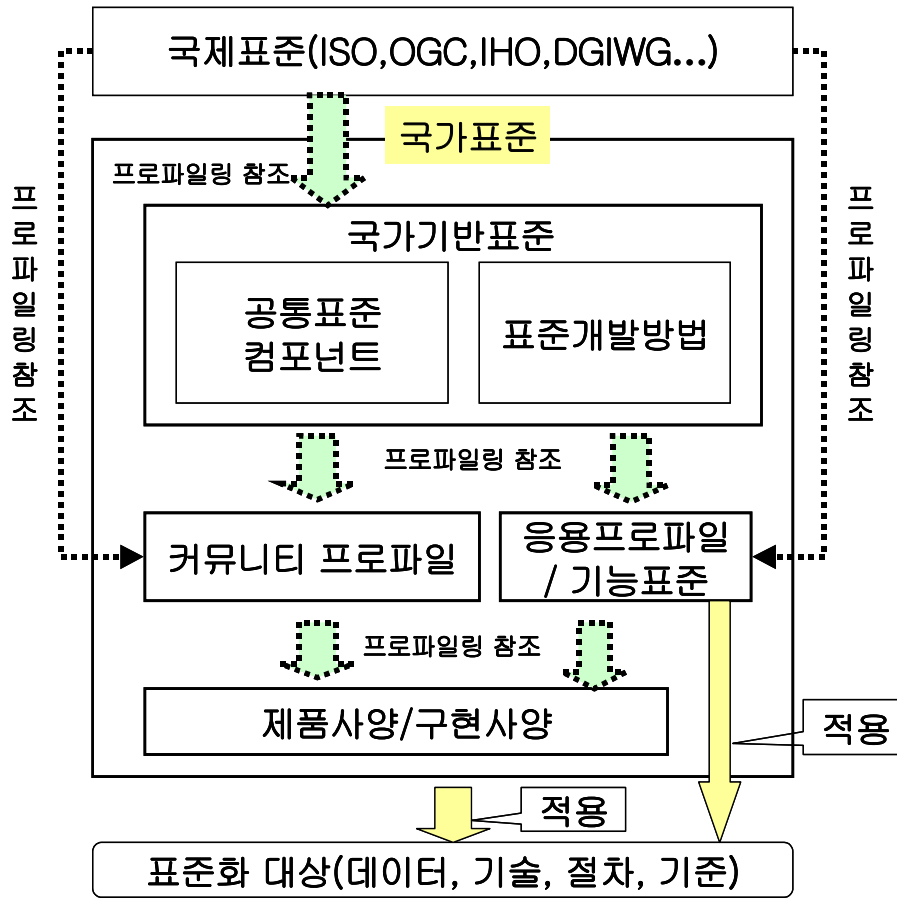 국제표준(ISO,OGC,IHO,DGIWG...)
국가표준
프로파일링 참조
프로파일링참조
프로파일링참조
국가기반표준
공통표준
컴포넌트
표준개발방법
프로파일링 참조
커뮤니티 프로파일
응용프로파일
/ 기능표준
프로파일링 참조
제품사양/구현사양
적용
적용
표준화 대상(데이터, 기술, 절차, 기준)